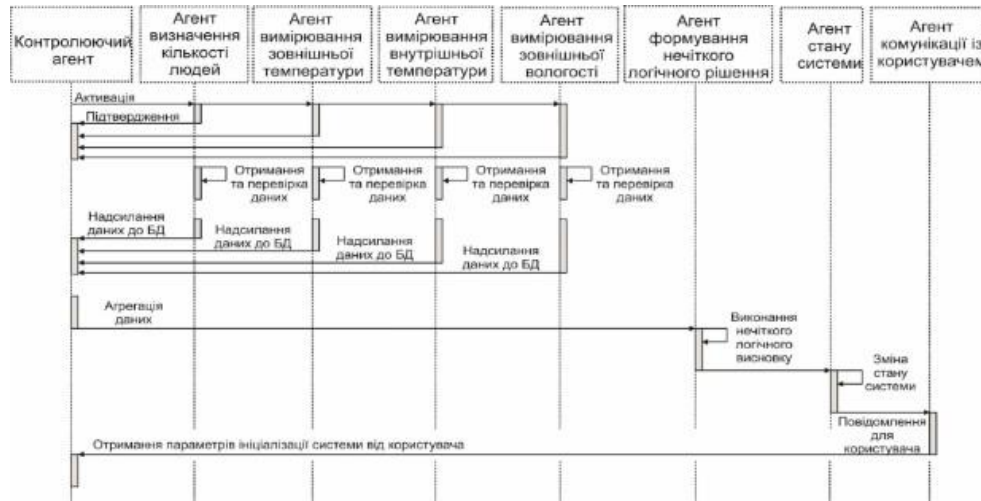 Контролюючий
агент
Агент
визначення
кількості
людей
Агент
вимірювання
зовнішньої
температури
Агент
вимірювання
внутрішньої
температури
Агент
вимірювання
зовнішньої
вологості
Агент
формування
нечіткого
логічного рішення
Агент
стану
системи
Агент
комунікації із
користувачем
Активація
Підтвердження
Отримання
та перевірка
даних
Отримання
та перевірка
даних
Отримання
та перевірка
даних
Отримання
та перевірка
даних
Надсилання
даних до БД
Надсилання
даних до БД
Надсилання
даних до БД
Надсилання
даних до БД
Агрегація
даних
Виконання
нечіткого
логічного
висновку
Зміна
стану
системи
Повідомлення
для
користувача
Отримання параметрів ініціалізації системи від користувача